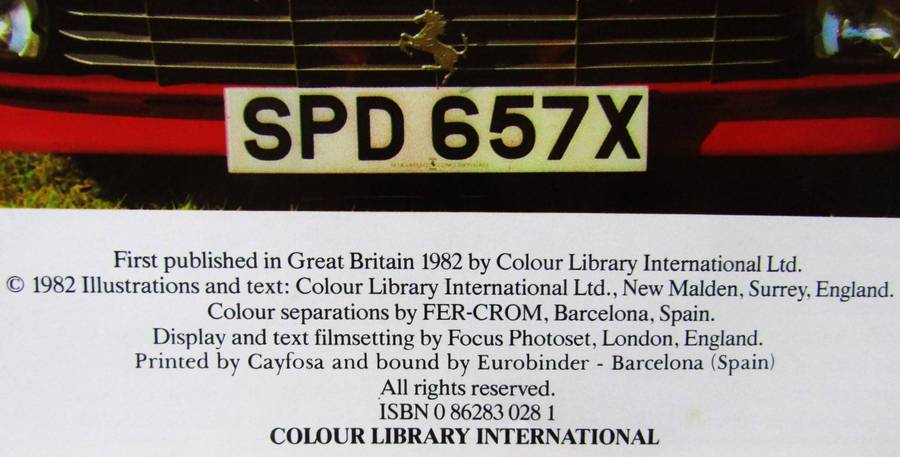 SPD 657X
First published in Great Britain 1982 by Colour Library International Ltd.
© 1982 Illustrations and text: Colour Library International Ltd., New Malden, Surrey, England.
Colour separations by FER-CROM, Barcelona, Spain.
Display and text filmsetting by Focus Photoset, London, England.
Printed by Cayfosa and bound by Eurobinder - Barcelona (Spain)
All rights reserved.
ISBN 0 86283 028 1
COLOUR LIBRARY INTERNATIONAL